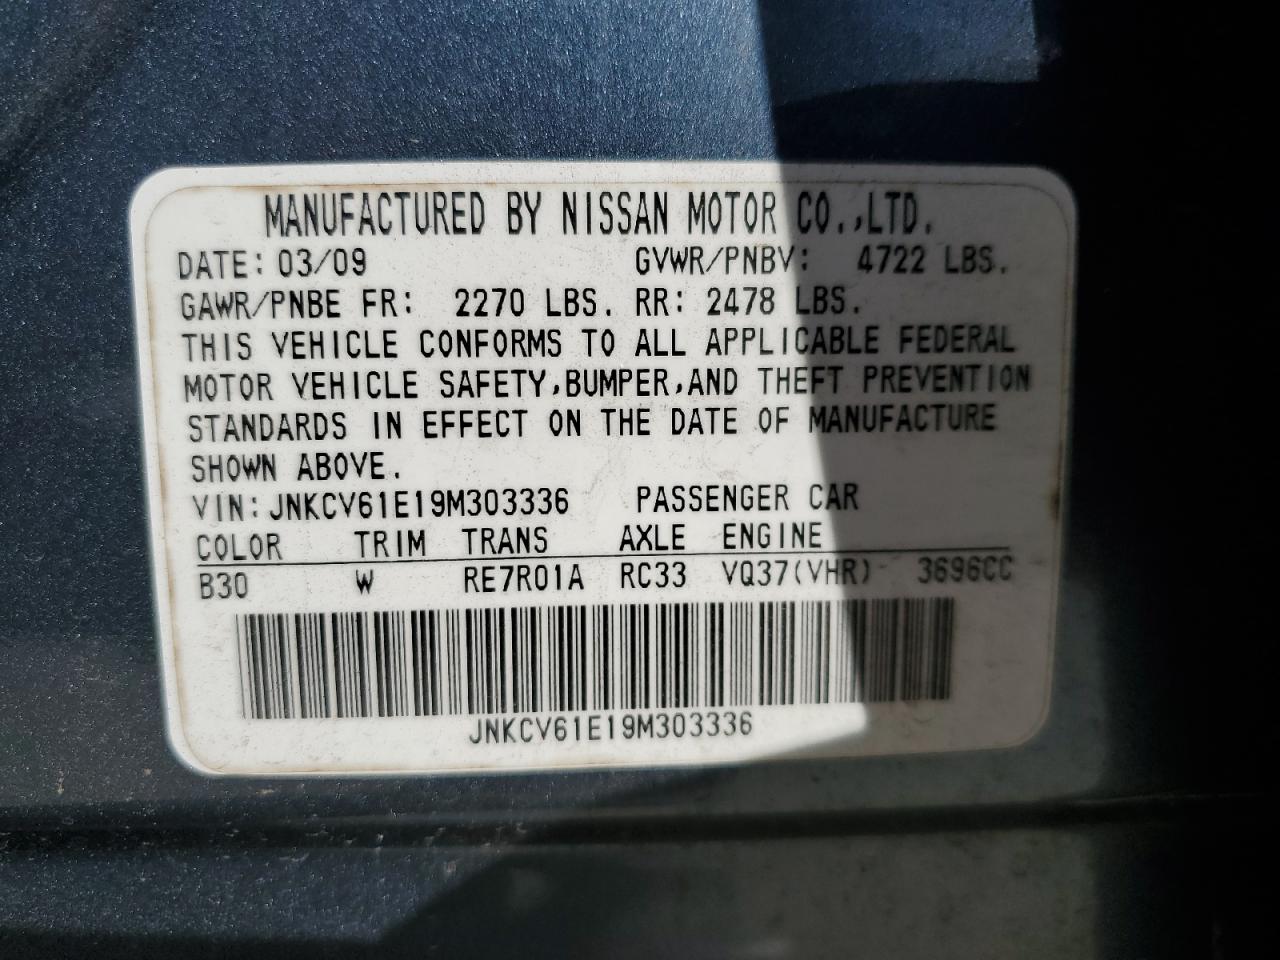 MANUFACTURED BY NISSAN MOTOR CO.,LTD.
DATE: 03/09 GVWR/PNBV: 4722 LBS.
GAWR/PNBE FR: 2270 LBS. RR: 2478 LBS.
THIS VEHICLE CONFORMS TO ALL APPLICABLE FEDERAL
MOTOR VEHICLE SAFETY,BUMPER,AND THEFT PREVENTION
STANDARDS IN EFFECT ON THE DATE OF MANUFACTURE
SHOWN ABOVE.
VIN: JNKCV61E19M303336 PASSENGER CAR
COLOR TRIM TRANS AXLE ENGINE
B30 W RE7R01A RC33 VQ37(VHR) 3696CC
JNKCV61E19M303336